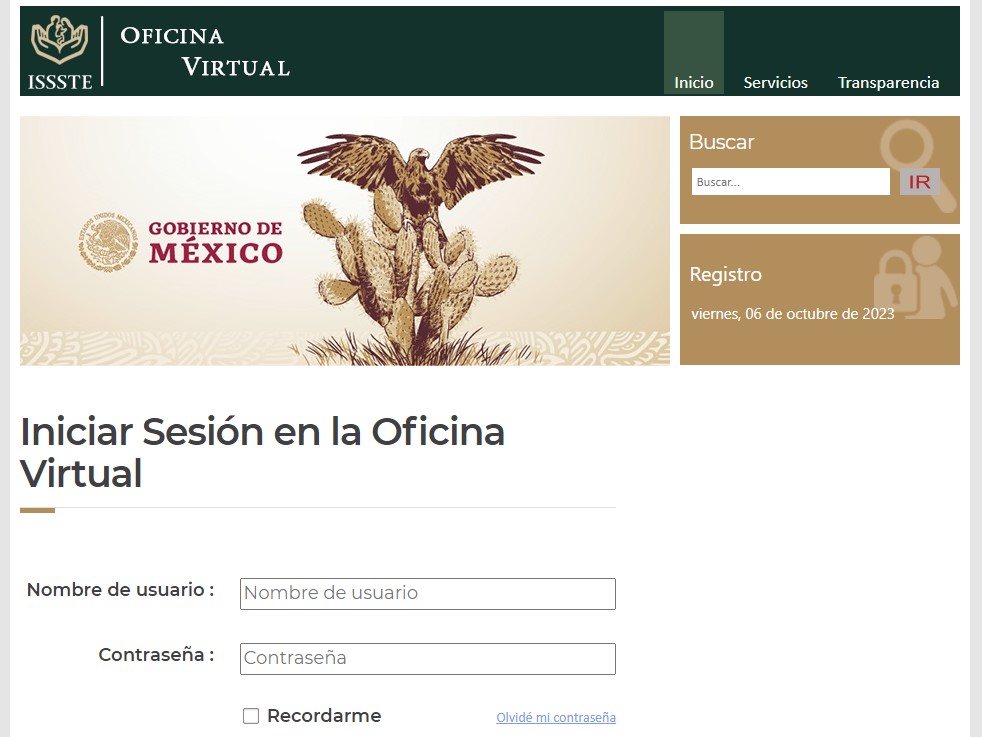 OFICINA
VIRTUAL
ISSSTE
Inicio Servicios Transparencia
ESTADOS UNIDOS MEXICANOS
GOBIERNO DE
MÉXICO
Buscar
Buscar...
IR
Registro
viernes, 06 de octubre de 2023
Iniciar Sesión en la Oficina
Virtual
Nombre de usuario :
Nombre de usuario
Contraseña :
Contraseña
Recordarme
Olvidé mi contraseña